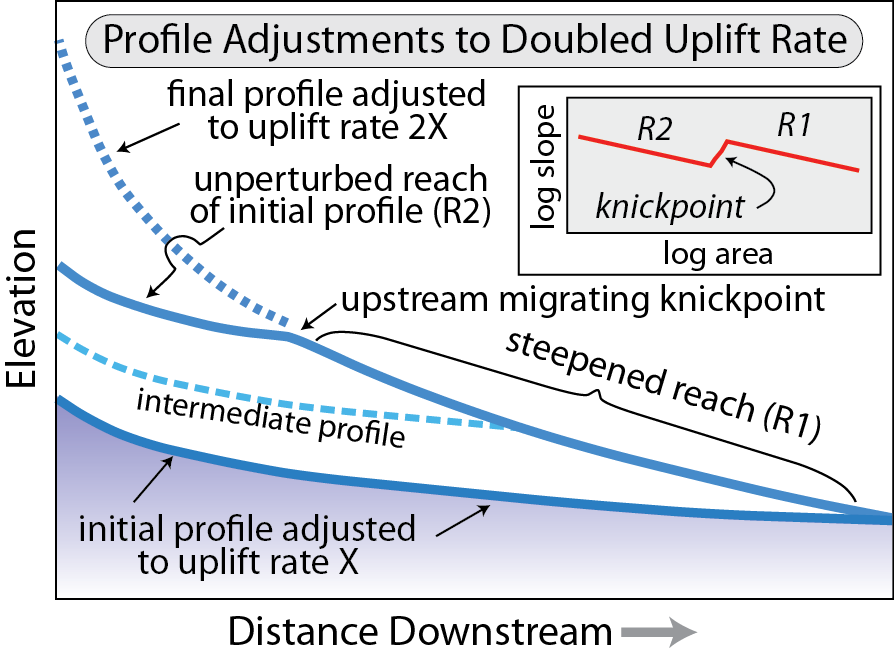 Profile Adjustments to Doubled Uplift Rate
final profile adjusted
to uplift rate 2X
unperturbed reach
of initial profile (R2)
log slope
R2
R1
knickpoint
log area
upstream migrating knickpoint
steepened reach (R1)
Elevation
intermediate profile
initial profile adjusted
to uplift rate X
Distance Downstream